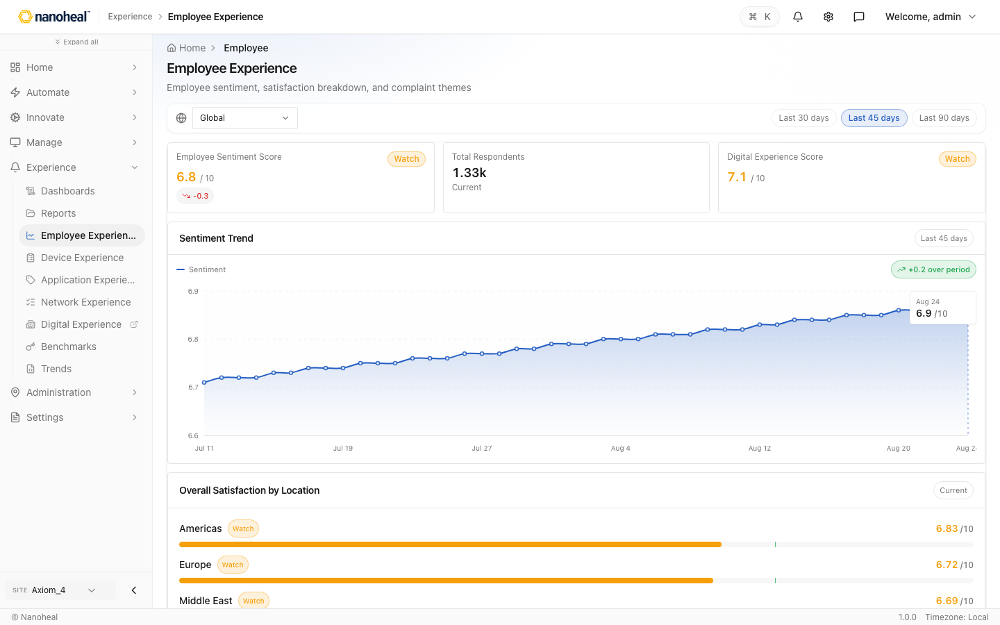 nanoheal™
Experience > Employee Experience
⌘ K
Welcome, admin
Expand all
Home
Automate
Innovate
Manage
Experience
Dashboards
Reports
Employee Experien...
Device Experience
Application Experie...
Network Experience
Digital Experience
Benchmarks
Trends
Administration
Settings
SITE Axiom_4
Home > Employee
Employee Experience
Employee sentiment, satisfaction breakdown, and complaint themes
Global
Last 30 days
Last 45 days
Last 90 days
Employee Sentiment Score
Watch
6.8 / 10
-0.3
Total Respondents
1.33k
Current
Digital Experience Score
Watch
7.1 / 10
Sentiment Trend
Last 45 days
Sentiment
+0.2 over period
6.9
6.8
6.7
6.6
Aug 24
6.9 /10
Jul 11
Jul 19
Jul 27
Aug 4
Aug 12
Aug 20
Aug 2
Overall Satisfaction by Location
Current
Americas Watch 6.83 /10
Europe Watch 6.72 /10
Middle East Watch 6.69 /10
© Nanoheal
1.0.0 Timezone: Local